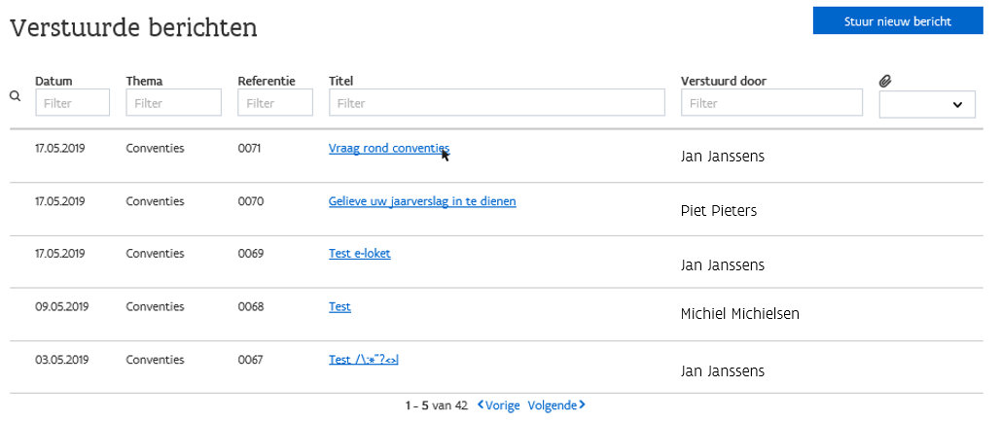 Verstuurde berichten
Stuur nieuw bericht
Datum Thema Referentie Titel Verstuurd door
Filter Filter Filter Filter Filter
17.05.2019 Conventies 0071 Vraag rond conventies Jan Janssens
17.05.2019 Conventies 0070 Gelieve uw jaarverslag in te dienen Piet Pieters
17.05.2019 Conventies 0069 Test e-loket Jan Janssens
09.05.2019 Conventies 0068 Test Michiel Michielsen
03.05.2019 Conventies 0067 Test /\:*"?<>| Jan Janssens
1 - 5 van 42 Vorige Volgende